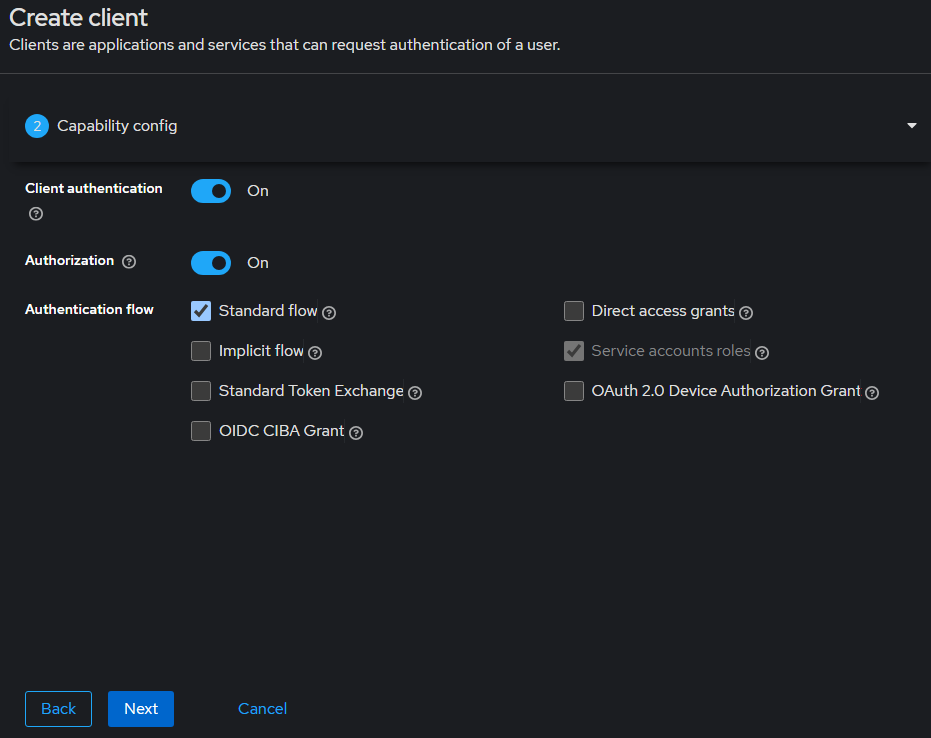 Create client
Clients are applications and services that can request authentication of a user.
2 Capability config
Client authentication
On
Authorization
On
Authentication flow
Standard flow
Direct access grants
Implicit flow
Service accounts roles
Standard Token Exchange
OAuth 2.0 Device Authorization Grant
OIDC CIBA Grant
Back Next Cancel